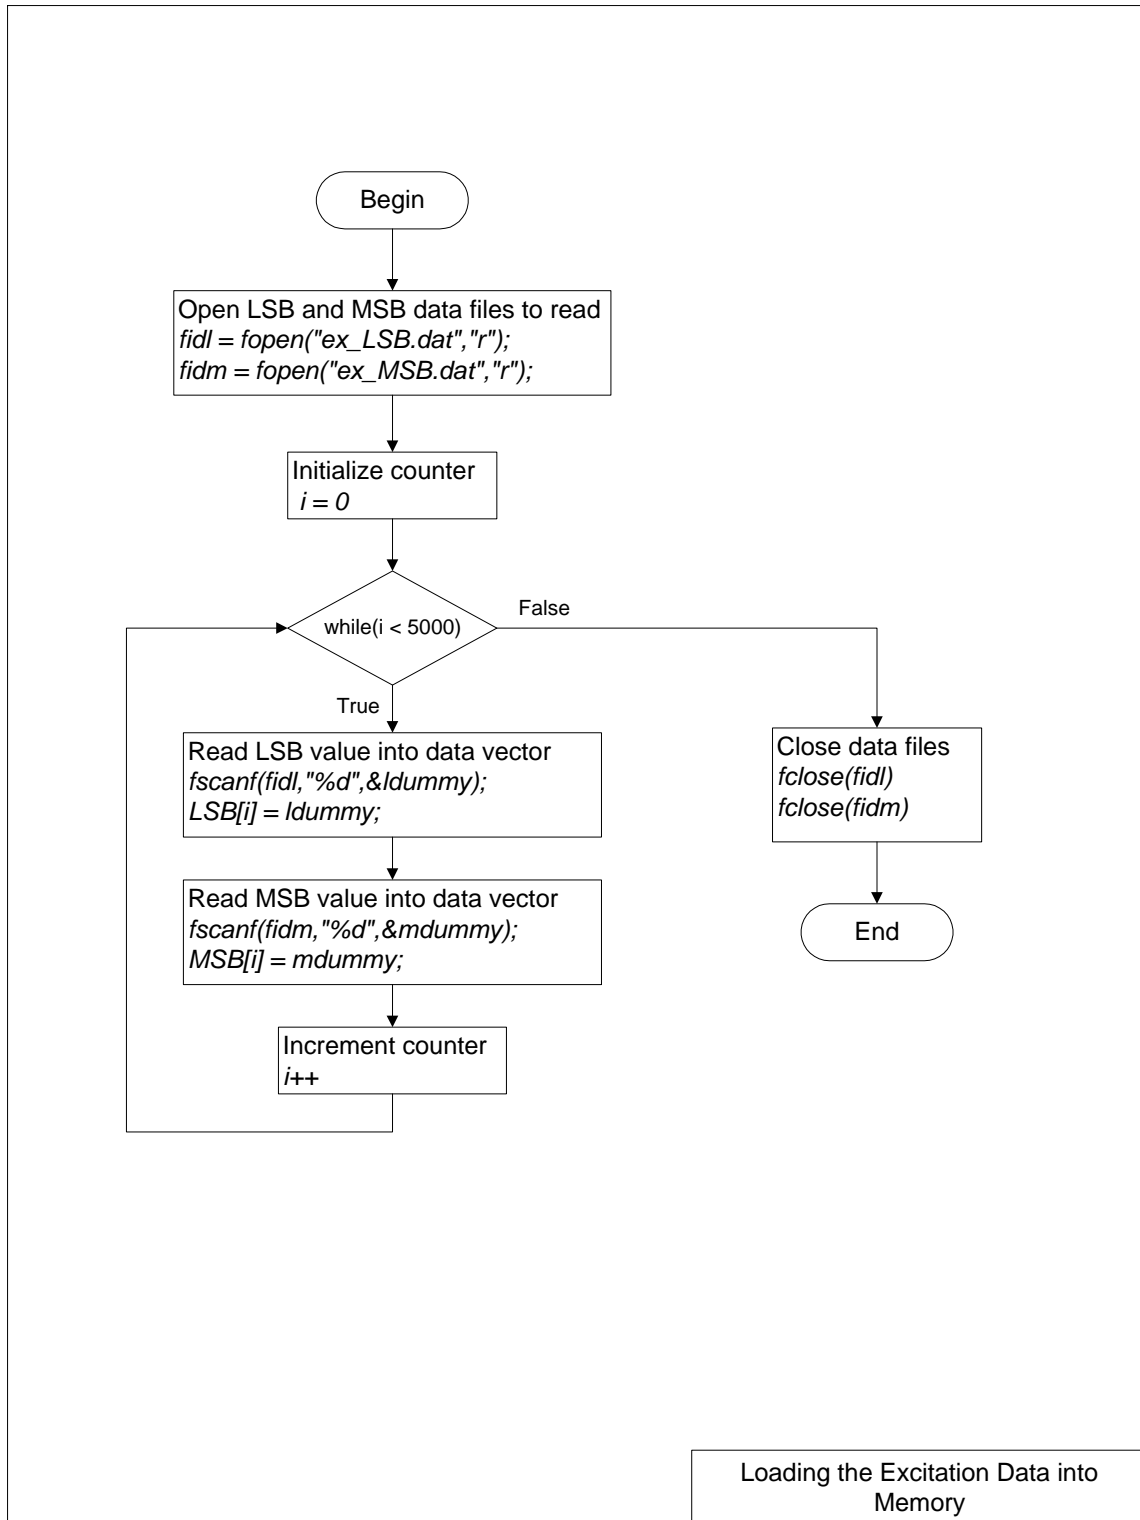 Begin
Open LSB and MSB data files to read
fidl = fopen("ex_LSB.dat","r");
fidm = fopen("ex_MSB.dat","r");
Initialize counter
i = 0
while(i < 5000)
False
True
Read LSB value into data vector
fscanf(fidl,"%d",&ldummy);
LSB[i] = ldummy;
Read MSB value into data vector
fscanf(fidm,"%d",&mdummy);
MSB[i] = mdummy;
Increment counter
i++
Close data files
fclose(fidl)
fclose(fidm)
End
Loading the Excitation Data into
Memory